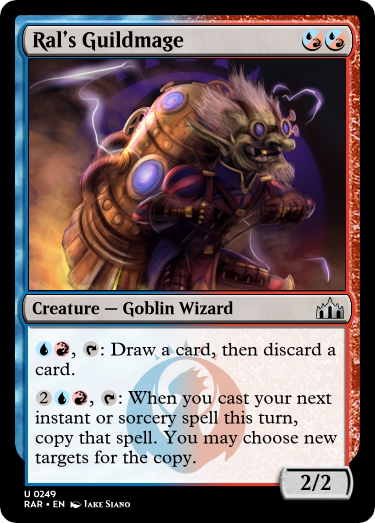 Ral's Guildmage
Creature — Goblin Wizard
, : Draw a card, then discard a
card.
2, : When you cast your next
instant or sorcery spell this turn,
copy that spell. You may choose new
targets for the copy.
2/2
U 0249
RAR • EN Jake Siano